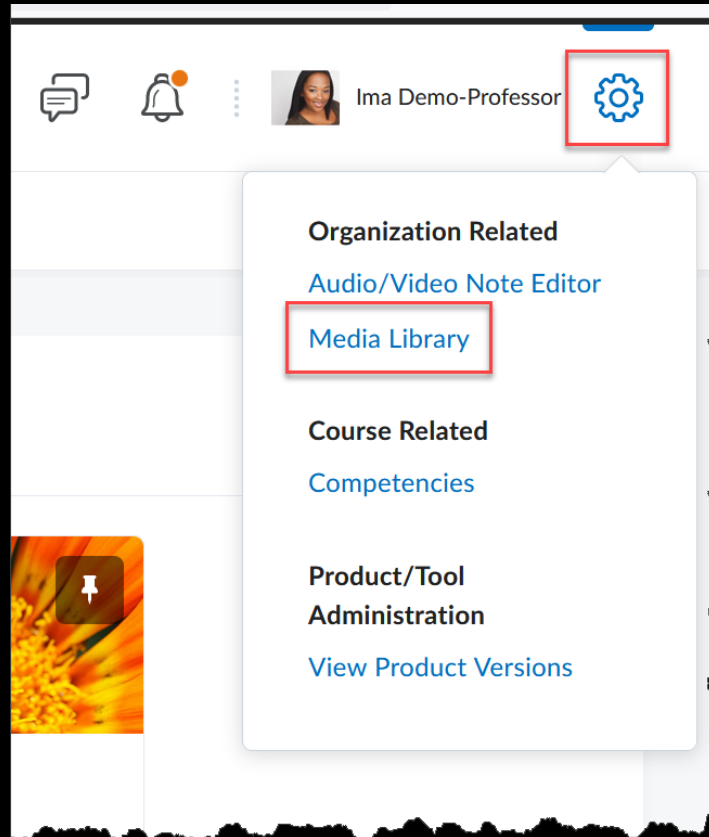 Ima Demo-Professor
Organization Related
Audio/Video Note Editor
Media Library
Course Related
Competencies
Product/Tool
Administration
View Product Versions